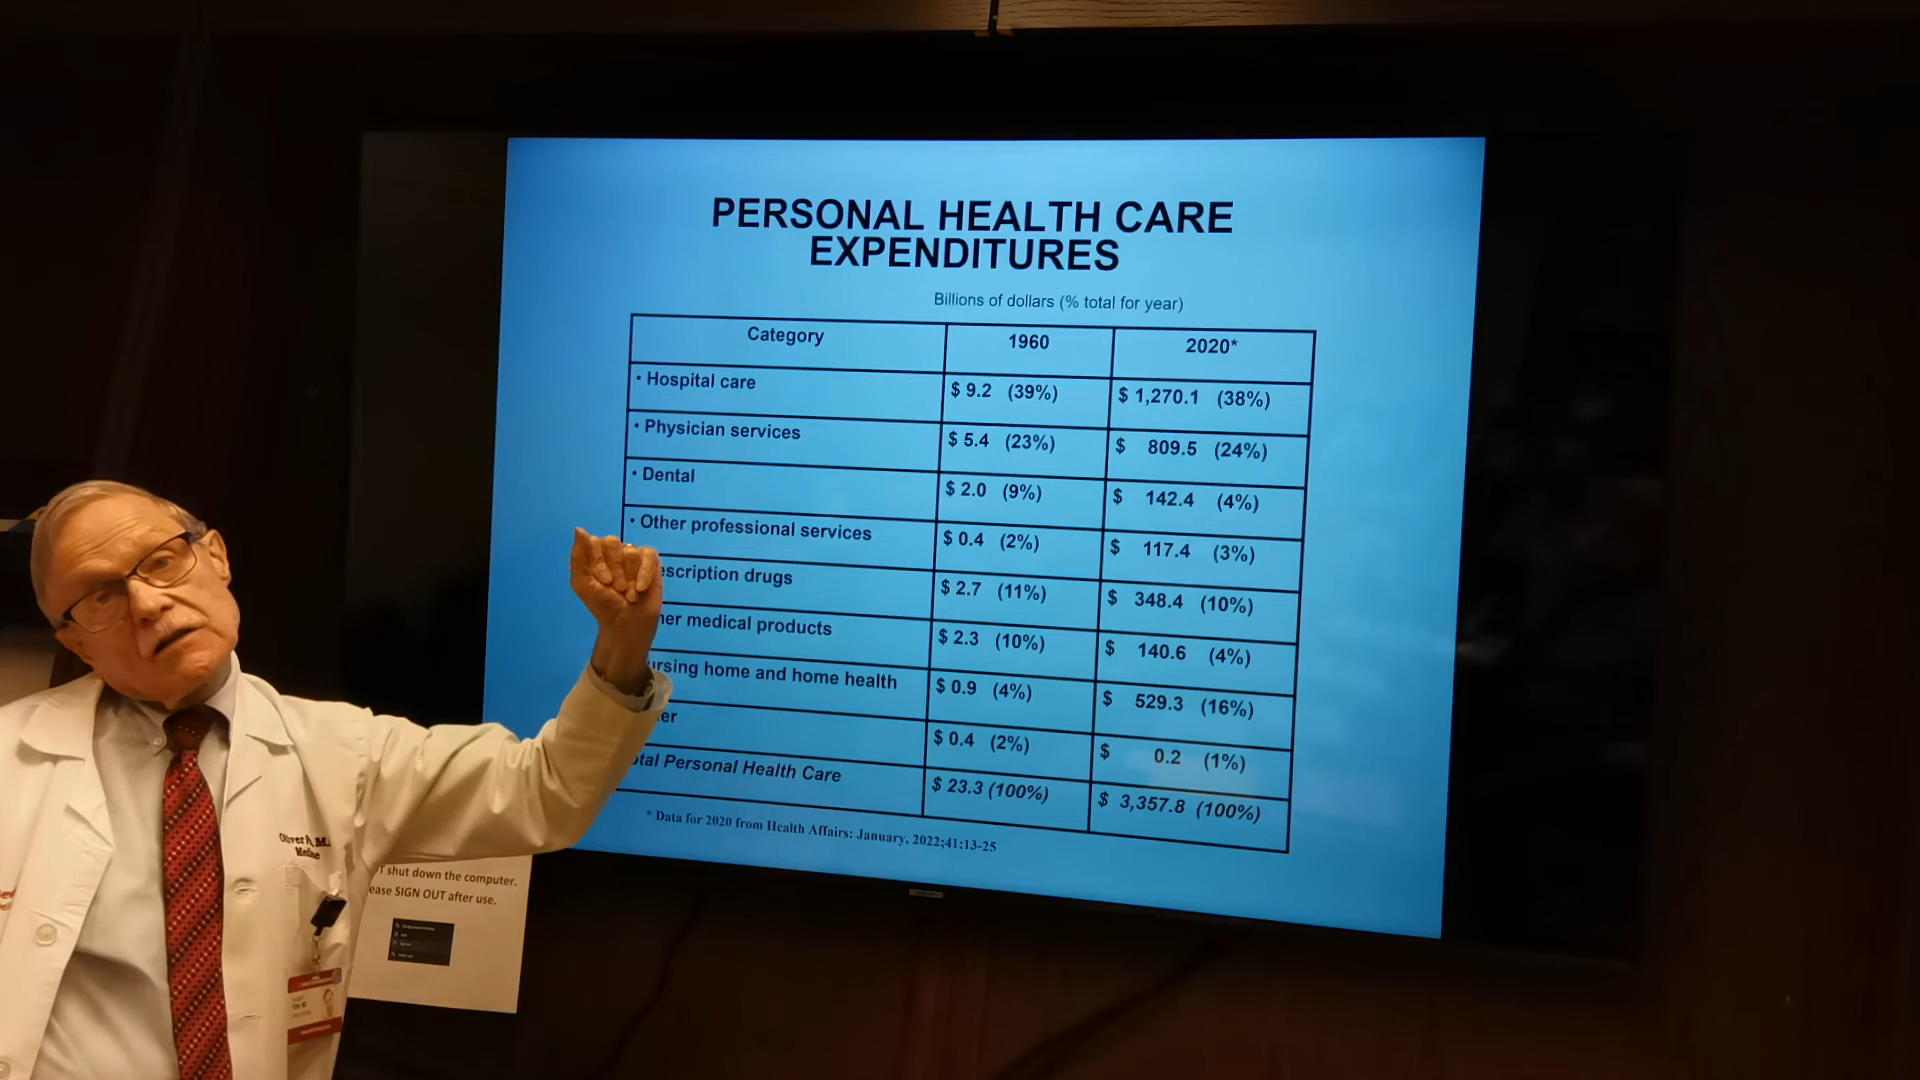 PERSONAL HEALTH CARE
EXPENDITURES
Billions of dollars (% total for year)
Category 1960 2020*
• Hospital care $ 9.2 (39%) $ 1,270.1 (38%)
• Physician services $ 5.4 (23%) $ 809.5 (24%)
• Dental $ 2.0 (9%) $ 142.4 (4%)
• Other professional services $ 0.4 (2%) $ 117.4 (3%)
escription drugs $ 2.7 (11%) $ 348.4 (10%)
her medical products $ 2.3 (10%) $ 140.6 (4%)
ursing home and home health $ 0.9 (4%) $ 529.3 (16%)
er $ 0.4 (2%) $ 0.2 (1%)
otal Personal Health Care $ 23.3 (100%) $ 3,357.8 (100%)
* Data for 2020 from Health Affairs: January, 2022;41:13-25
T shut down the computer.
ease SIGN OUT after use.